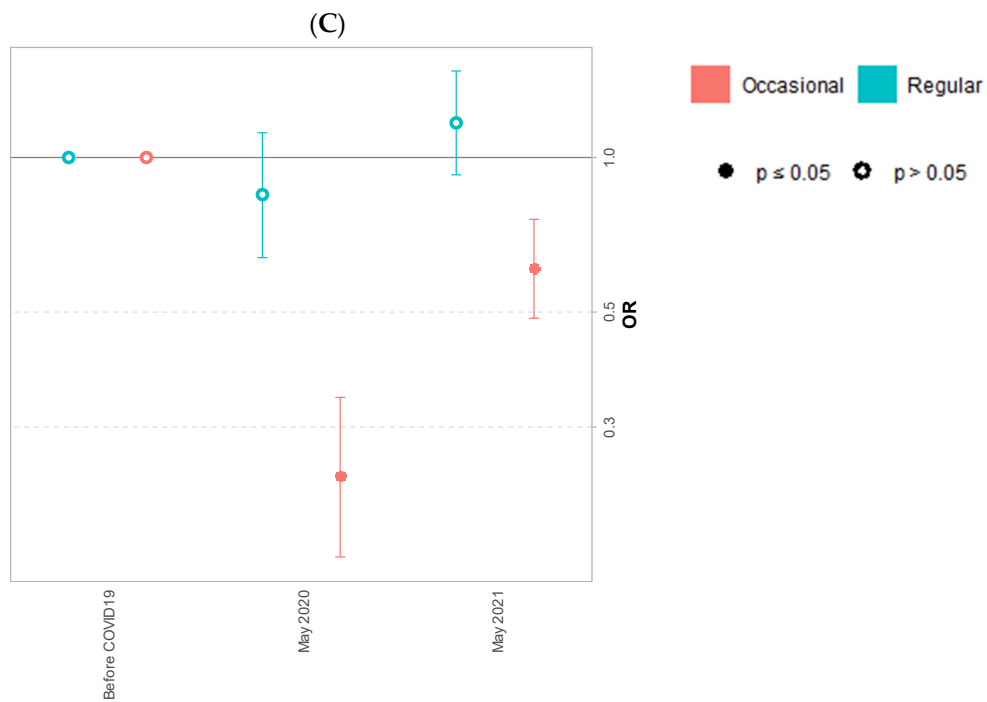 (C)
Occasional
Regular
p ≤ 0.05
p > 0.05
1.0
0.5
0.3
OR
Before COVID19
May 2020
May 2021